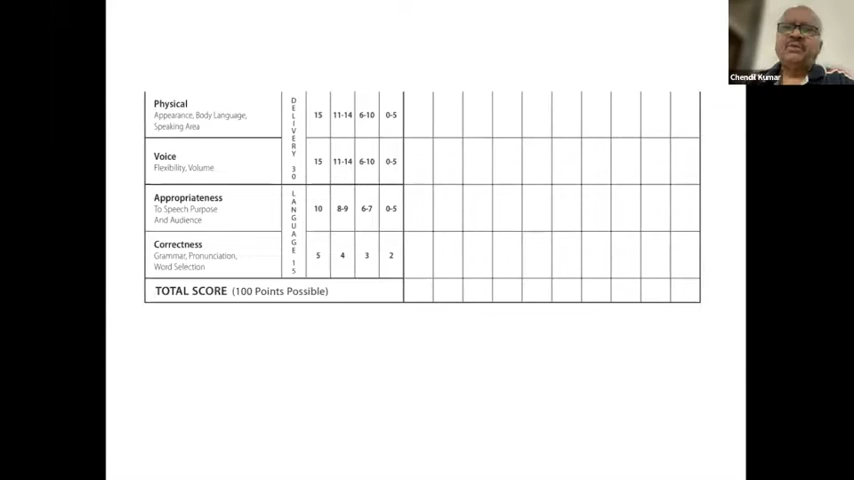 Chendil Kumar
Physical
Appearance, Body Language,
Speaking Area
DELIVERY 30
15 11-14 6-10 0-5
Voice
Flexibility, Volume
15 11-14 6-10 0-5
Appropriateness
To Speech Purpose
And Audience
LANGUAGE 15
10 8-9 6-7 0-5
Correctness
Grammar, Pronunciation,
Word Selection
5 4 3 2
TOTAL SCORE (100 Points Possible)